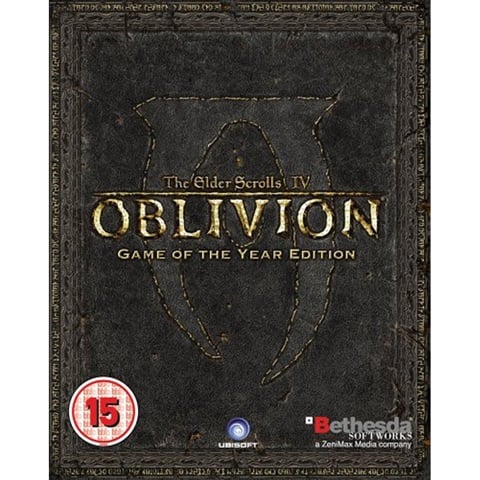 The Elder Scrolls IV
OBLIVION
GAME OF THE YEAR EDITION
15
UBISOFT
Bethesda
SOFTWORKS
a ZeniMax Media company